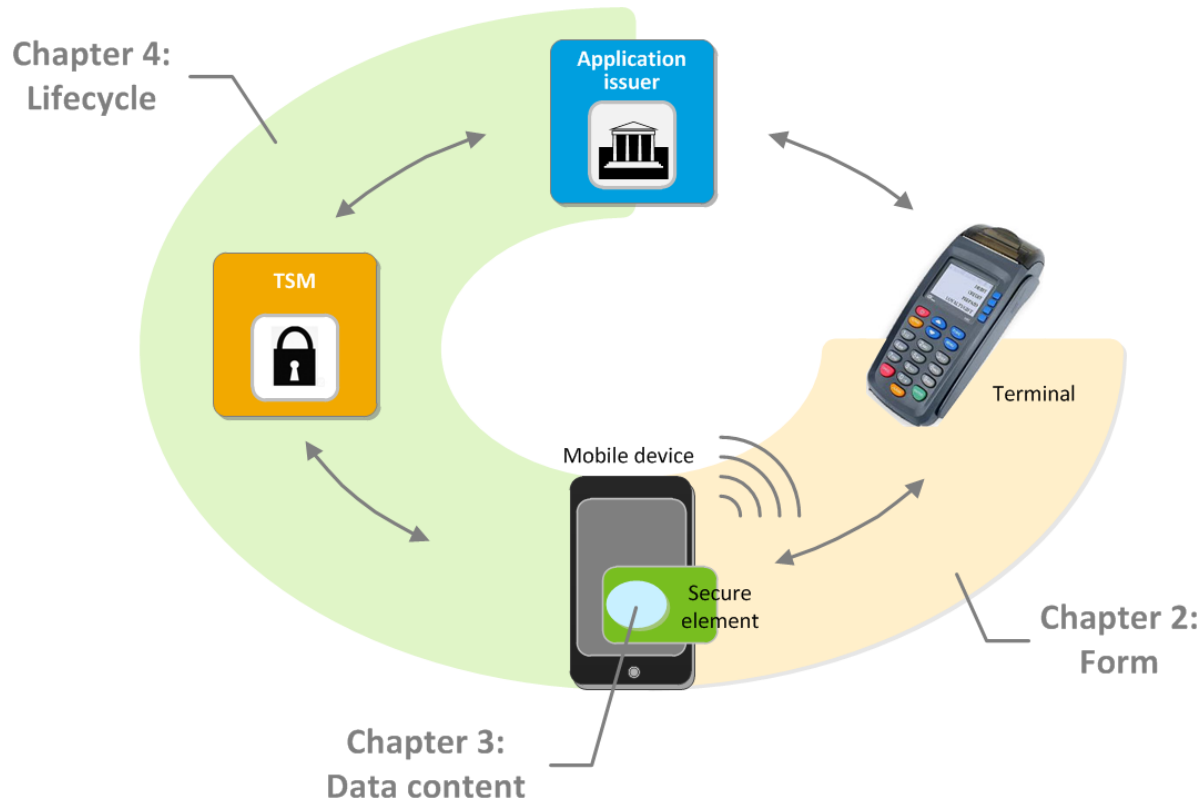 Chapter 4:
Lifecycle
Application
issuer
TSM
Terminal
Mobile device
Secure
element
Chapter 2:
Form
Chapter 3:
Data content